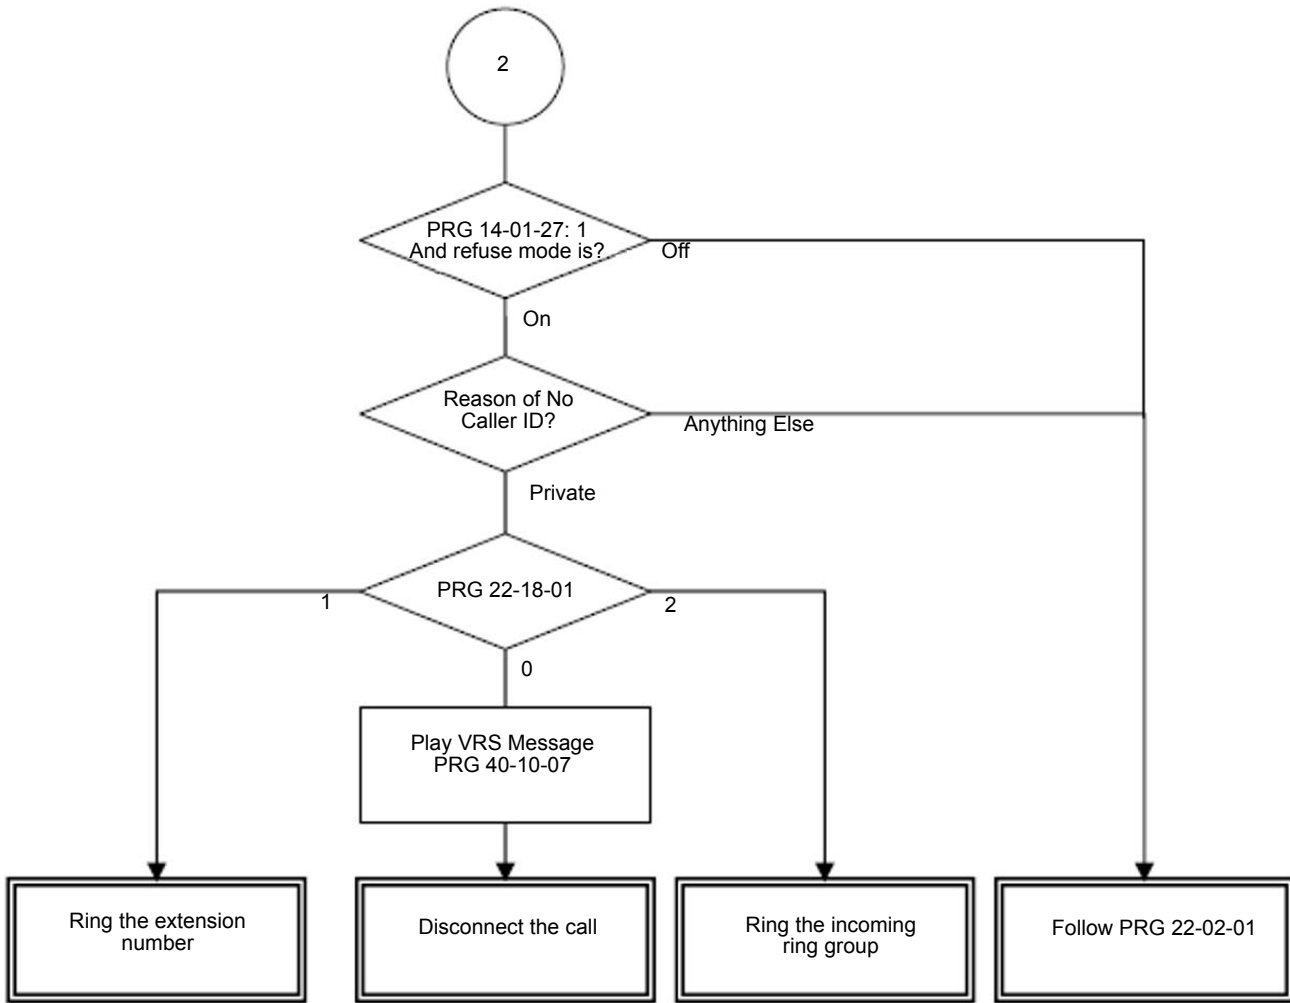 2
PRG 14-01-27: 1
And refuse mode is?
Off
On
Reason of No
Caller ID?
Anything Else
Private
PRG 22-18-01
1
2
0
Play VRS Message
PRG 40-10-07
Ring the extension
number
Disconnect the call
Ring the incoming
ring group
Follow PRG 22-02-01